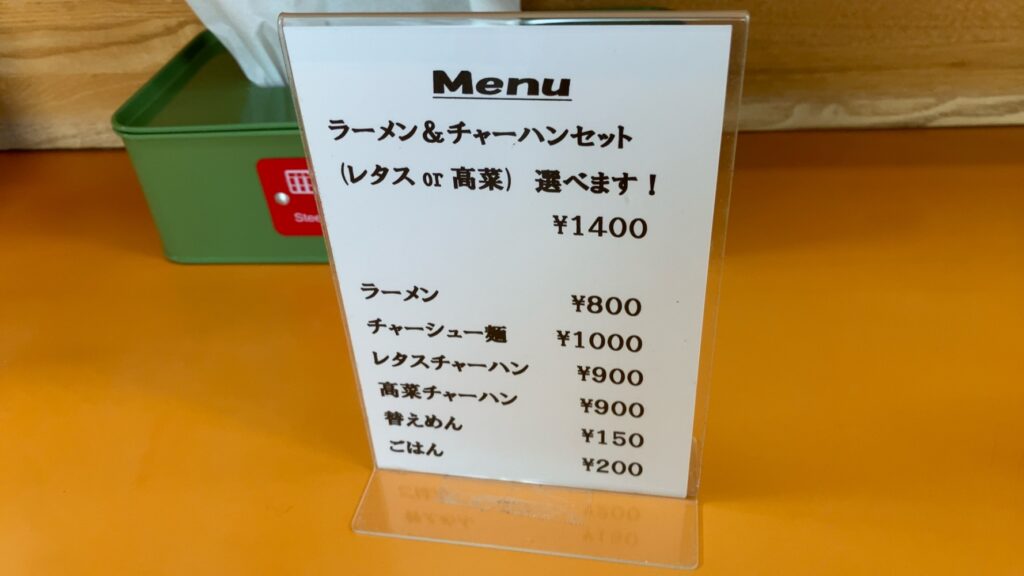 Menu
ラーメン＆チャーハンセット
(レタス or 高菜) 選べます！
¥1400
ラーメン ¥800
チャーシュー麺 ¥1000
レタスチャーハン ¥900
高菜チャーハン ¥900
替えめん ¥150
ごはん ¥200